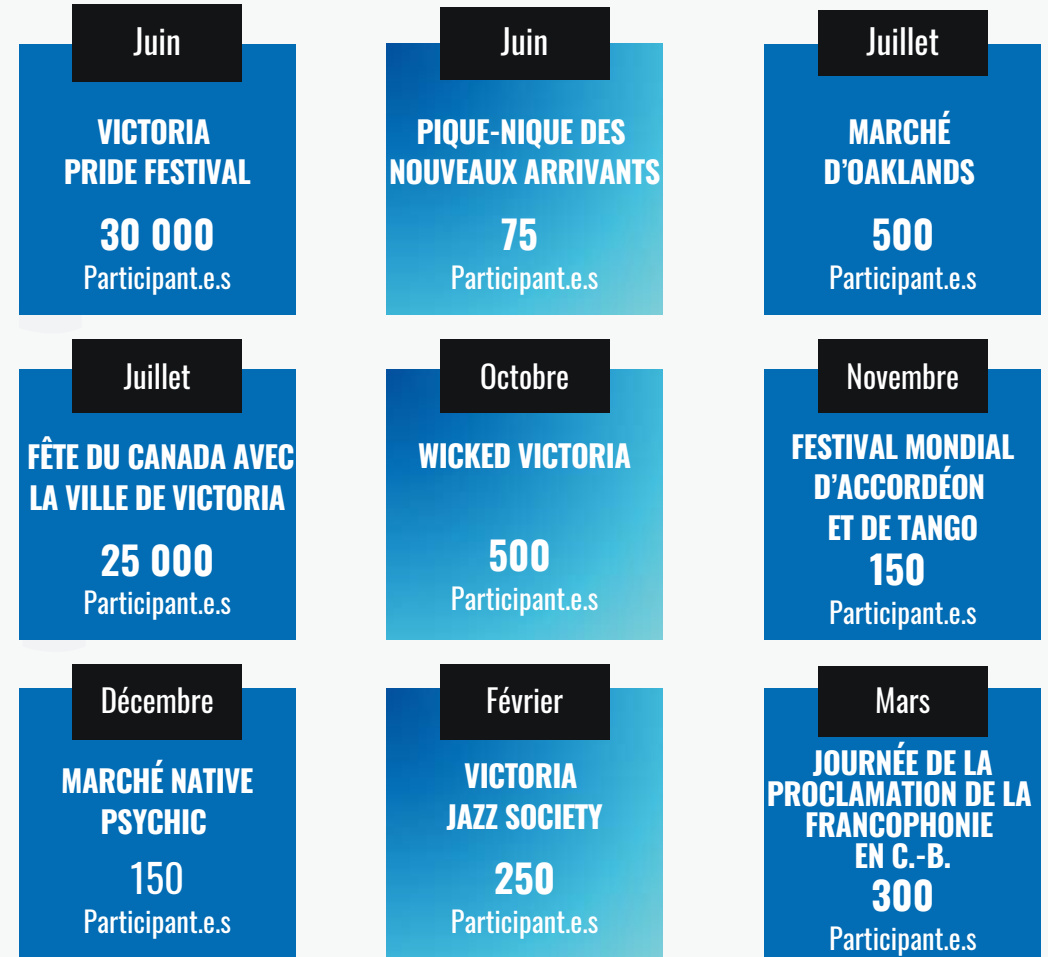 Juin
VICTORIA
PRIDE FESTIVAL
30 000
Participant.e.s
Juin
PIQUE-NIQUE DES
NOUVEAUX ARRIVANTS
75
Participant.e.s
Juillet
MARCHÉ
D’OAKLANDS
500
Participant.e.s
Juillet
FÊTE DU CANADA AVEC
LA VILLE DE VICTORIA
25 000
Participant.e.s
Octobre
WICKED VICTORIA
500
Participant.e.s
Novembre
FESTIVAL MONDIAL
D’ACCORDÉON
ET DE TANGO
150
Participant.e.s
Décembre
MARCHÉ NATIVE
PSYCHIC
150
Participant.e.s
Février
VICTORIA
JAZZ SOCIETY
250
Participant.e.s
Mars
JOURNÉE DE LA
PROCLAMATION DE LA
FRANCOPHONIE
EN C.-B.
300
Participant.e.s